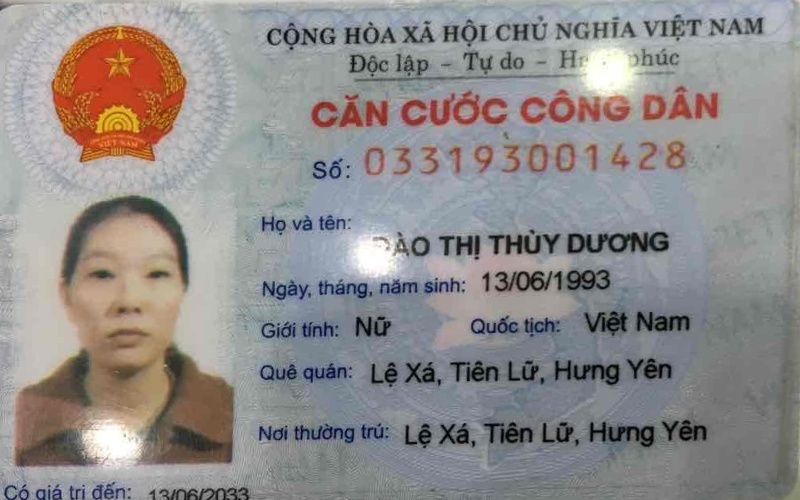 CỘNG HÒA XÃ HỘI CHỦ NGHĨA VIỆT NAM
Độc lập - Tự do - Hạnh phúc
CĂN CƯỚC CÔNG DÂN
Số: 033193001428
Họ và tên:
ĐÀO THỊ THÙY DƯƠNG
Ngày, tháng, năm sinh: 13/06/1993
Giới tính: Nữ Quốc tịch: Việt Nam
Quê quán: Lệ Xá, Tiên Lữ, Hưng Yên
Nơi thường trú: Lệ Xá, Tiên Lữ, Hưng Yên
Có giá trị đến: 13/06/2033
VIỆT NAM